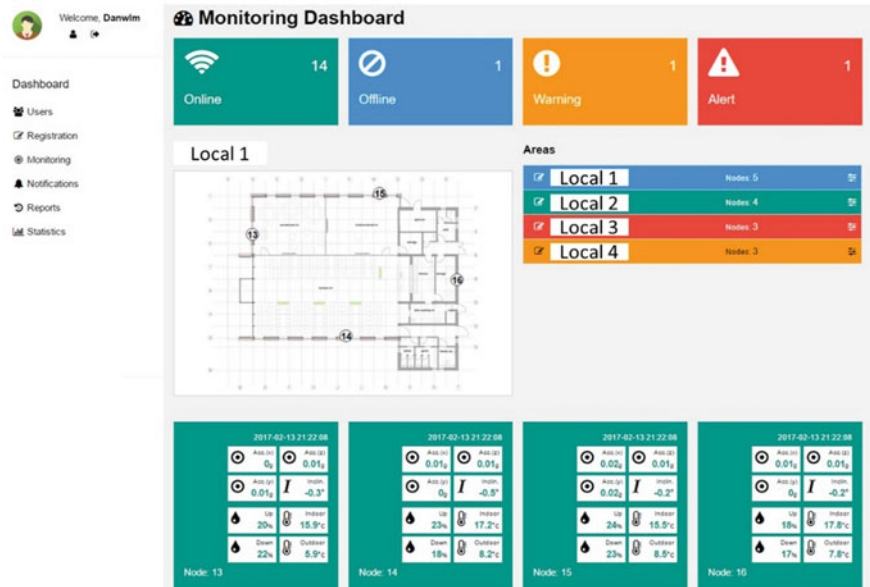 Welcome, Danwim
Dashboard
Users
Registration
Monitoring
Notifications
Reports
Statistics
Monitoring Dashboard
14
Online
1
Offline
1
Warning
1
Alert
Local 1
13
15
16
14
Areas
Local 1 Nodes: 5
Local 2 Nodes: 4
Local 3 Nodes: 3
Local 4 Nodes: 3
2017-02-13 21:22:08
Acc.(x) 0g Acc.(z) 0.01g
Acc.(y) 0.01g Inclin. -0.3°
Up 20% Indoor 15.9°c
Down 22% Outdoor 5.9°c
Node: 13
2017-02-13 21:22:08
Acc.(x) 0.01g Acc.(z) 0.01g
Acc.(y) 0g Inclin. -0.5°
Up 23% Indoor 17.2°c
Down 18% Outdoor 8.2°c
Node: 14
2017-02-13 21:22:08
Acc.(x) 0.02g Acc.(z) 0.01g
Acc.(y) 0.02g Inclin. -0.2°
Up 24% Indoor 15.5°c
Down 23% Outdoor 8.5°c
Node: 15
2017-02-13 21:22:08
Acc.(x) 0.01g Acc.(z) 0.01g
Acc.(y) 0g Inclin. -0.2°
Up 18% Indoor 17.8°c
Down 17% Outdoor 7.8°c
Node: 16